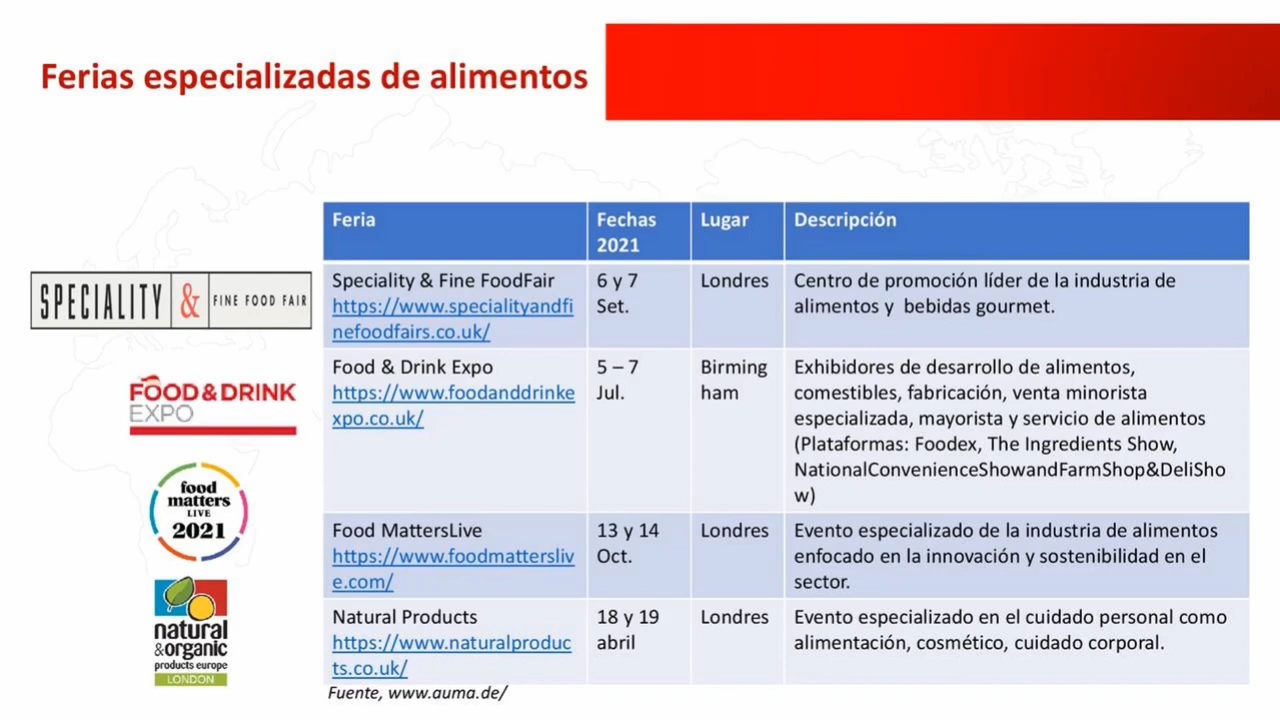 Ferias especializadas de alimentos
Feria
Fechas
2021
Lugar
Descripción
SPECIALITY & FINE FOOD FAIR
Speciality & Fine FoodFair
https://www.specialityandfi
nefoodfairs.co.uk/
6 y 7
Set.
Londres
Centro de promoción líder de la industria de
alimentos y bebidas gourmet.
FOOD & DRINK
EXPO
Food & Drink Expo
https://www.foodanddrinke
xpo.co.uk/
5 – 7
Jul.
Birming
ham
Exhibidores de desarrollo de alimentos,
comestibles, fabricación, venta minorista
especializada, mayorista y servicio de alimentos
(Plataformas: Foodex, The Ingredients Show,
NationalConvenienceShowandFarmShop&DeliSho
w)
food
matters
LIVE
2021
Food MattersLive
https://www.foodmattersliv
e.com/
13 y 14
Oct.
Londres
Evento especializado de la industria de alimentos
enfocado en la innovación y sostenibilidad en el
sector.
natural
&organic
products europe
LONDON
Natural Products
https://www.naturalproduc
ts.co.uk/
18 y 19
abril
Londres
Evento especializado en el cuidado personal como
alimentación, cosmético, cuidado corporal.
Fuente, www.auma.de/